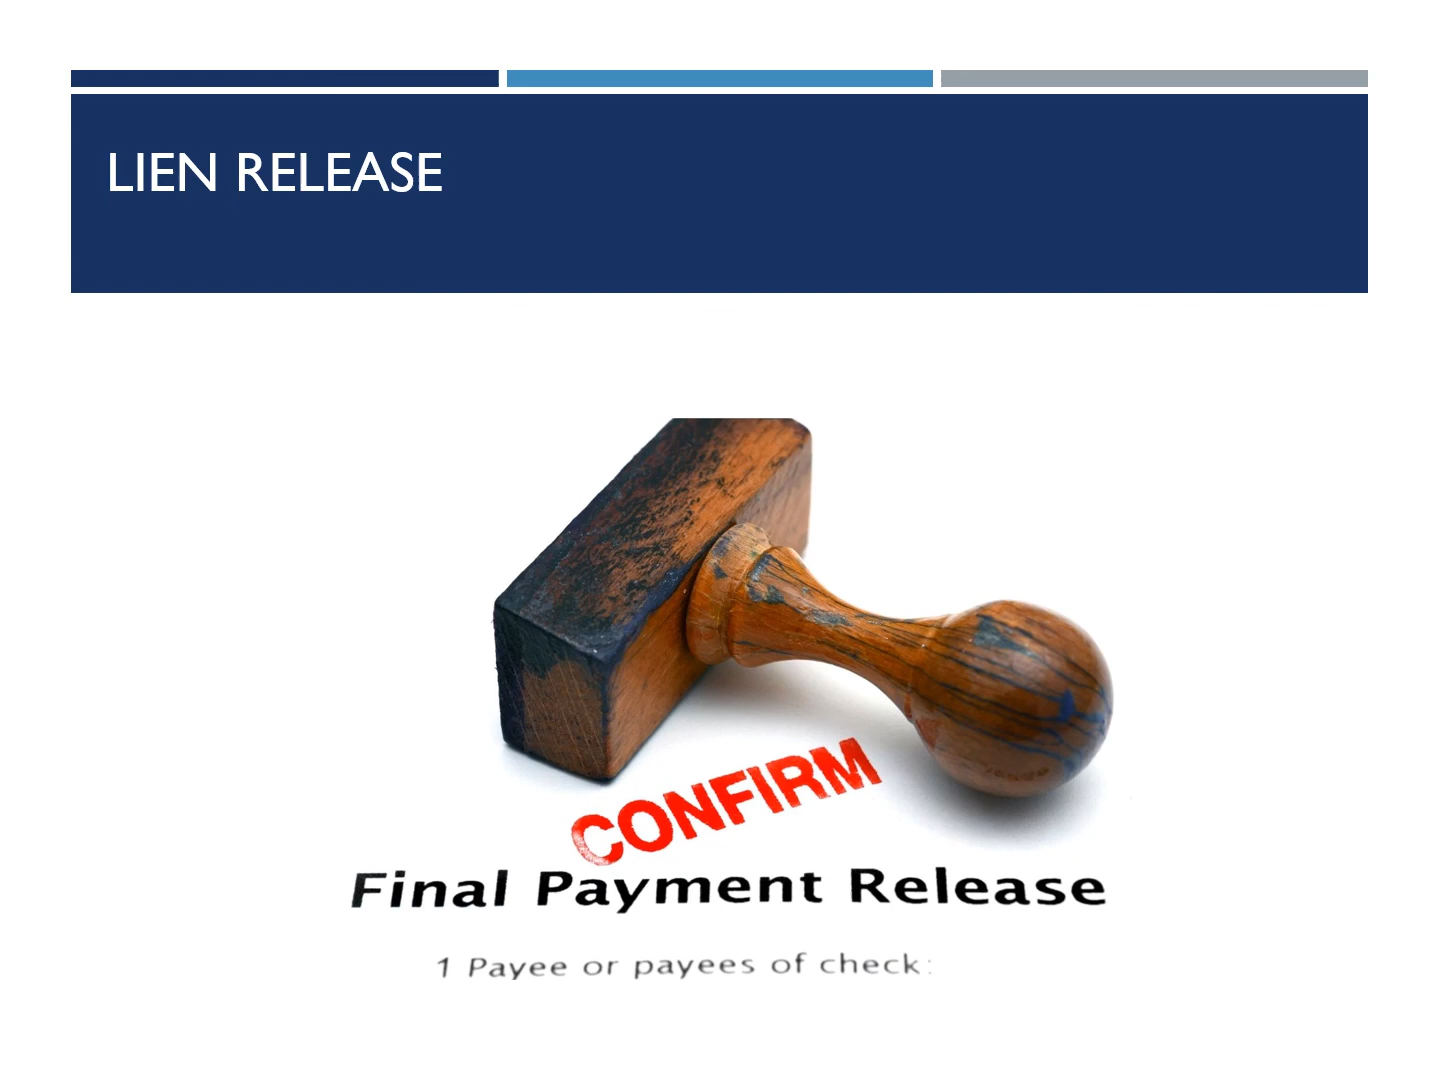 LIEN RELEASE
CONFIRM
Final Payment Release
1 Payee or payees of check: